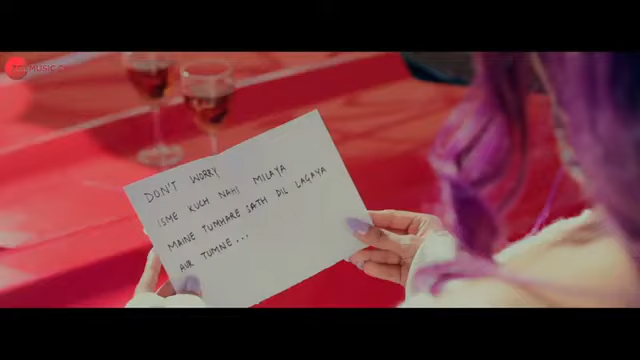 DON'T WORRY
ISME KUCH NAHI MILAYA
MAINE TUMHARE SATH DIL LAGAYA
AUR TUMNE...